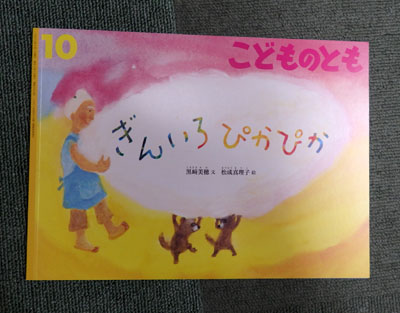 10
こどものとも
ぎんいろ ぴかぴか
黒﨑美穂 文 松成真理子 絵